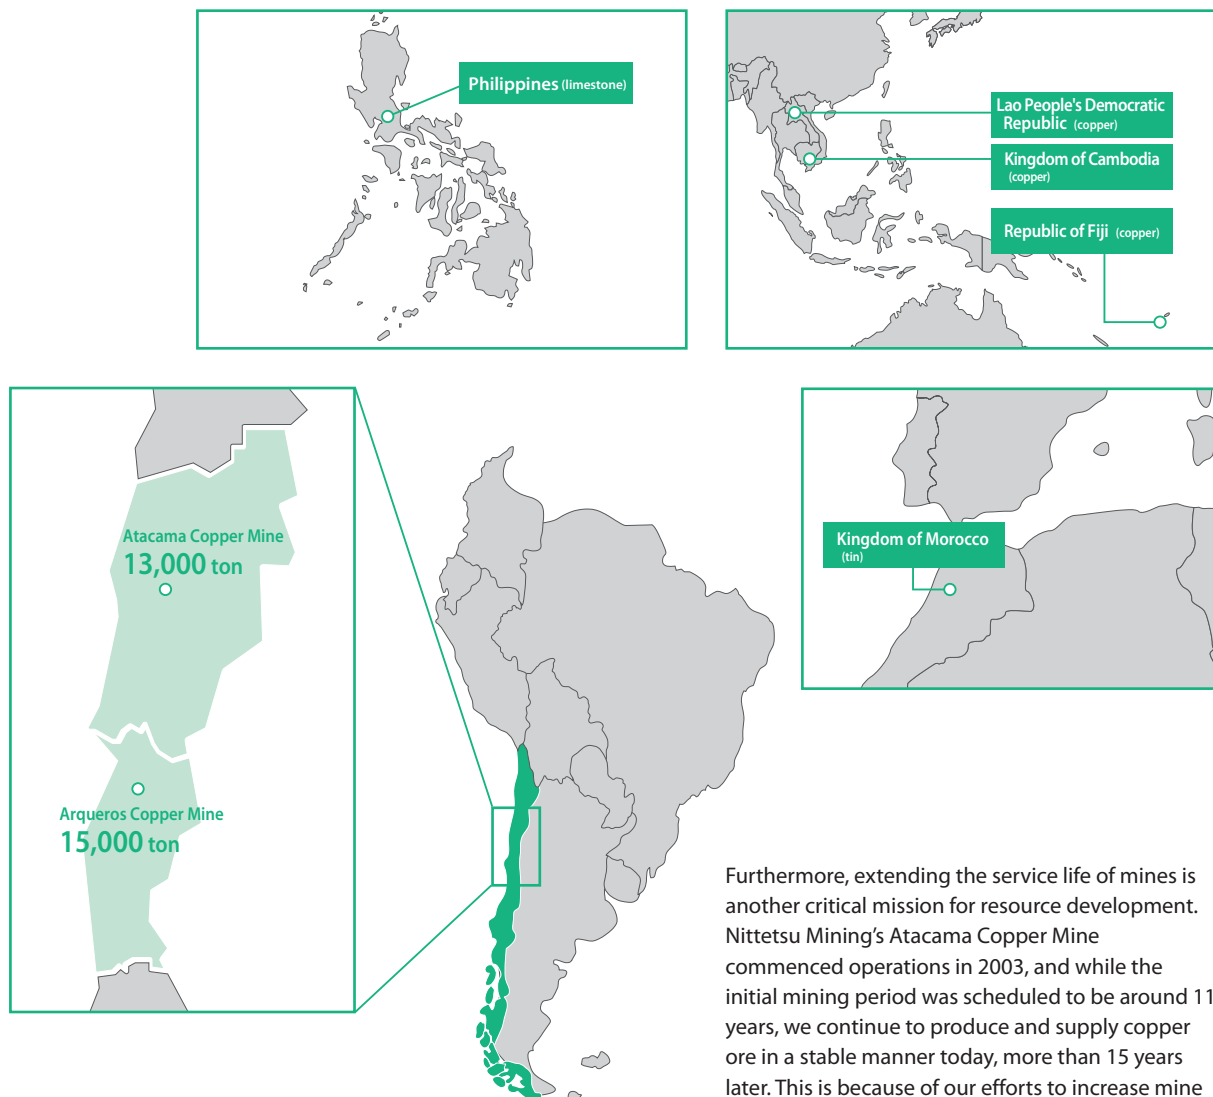 Philippines (limestone)
Lao People's Democratic
Republic (copper)
Kingdom of Cambodia
(copper)
Republic of Fiji (copper)
Atacama Copper Mine
13,000 ton
Arqueros Copper Mine
15,000 ton
Kingdom of Morocco
(tin)
Furthermore, extending the service life of mines is
another critical mission for resource development.
Nittetsu Mining's Atacama Copper Mine
commenced operations in 2003, and while the
initial mining period was scheduled to be around 11
years, we continue to produce and supply copper
ore in a stable manner today, more than 15 years
later. This is because of our efforts to increase mine